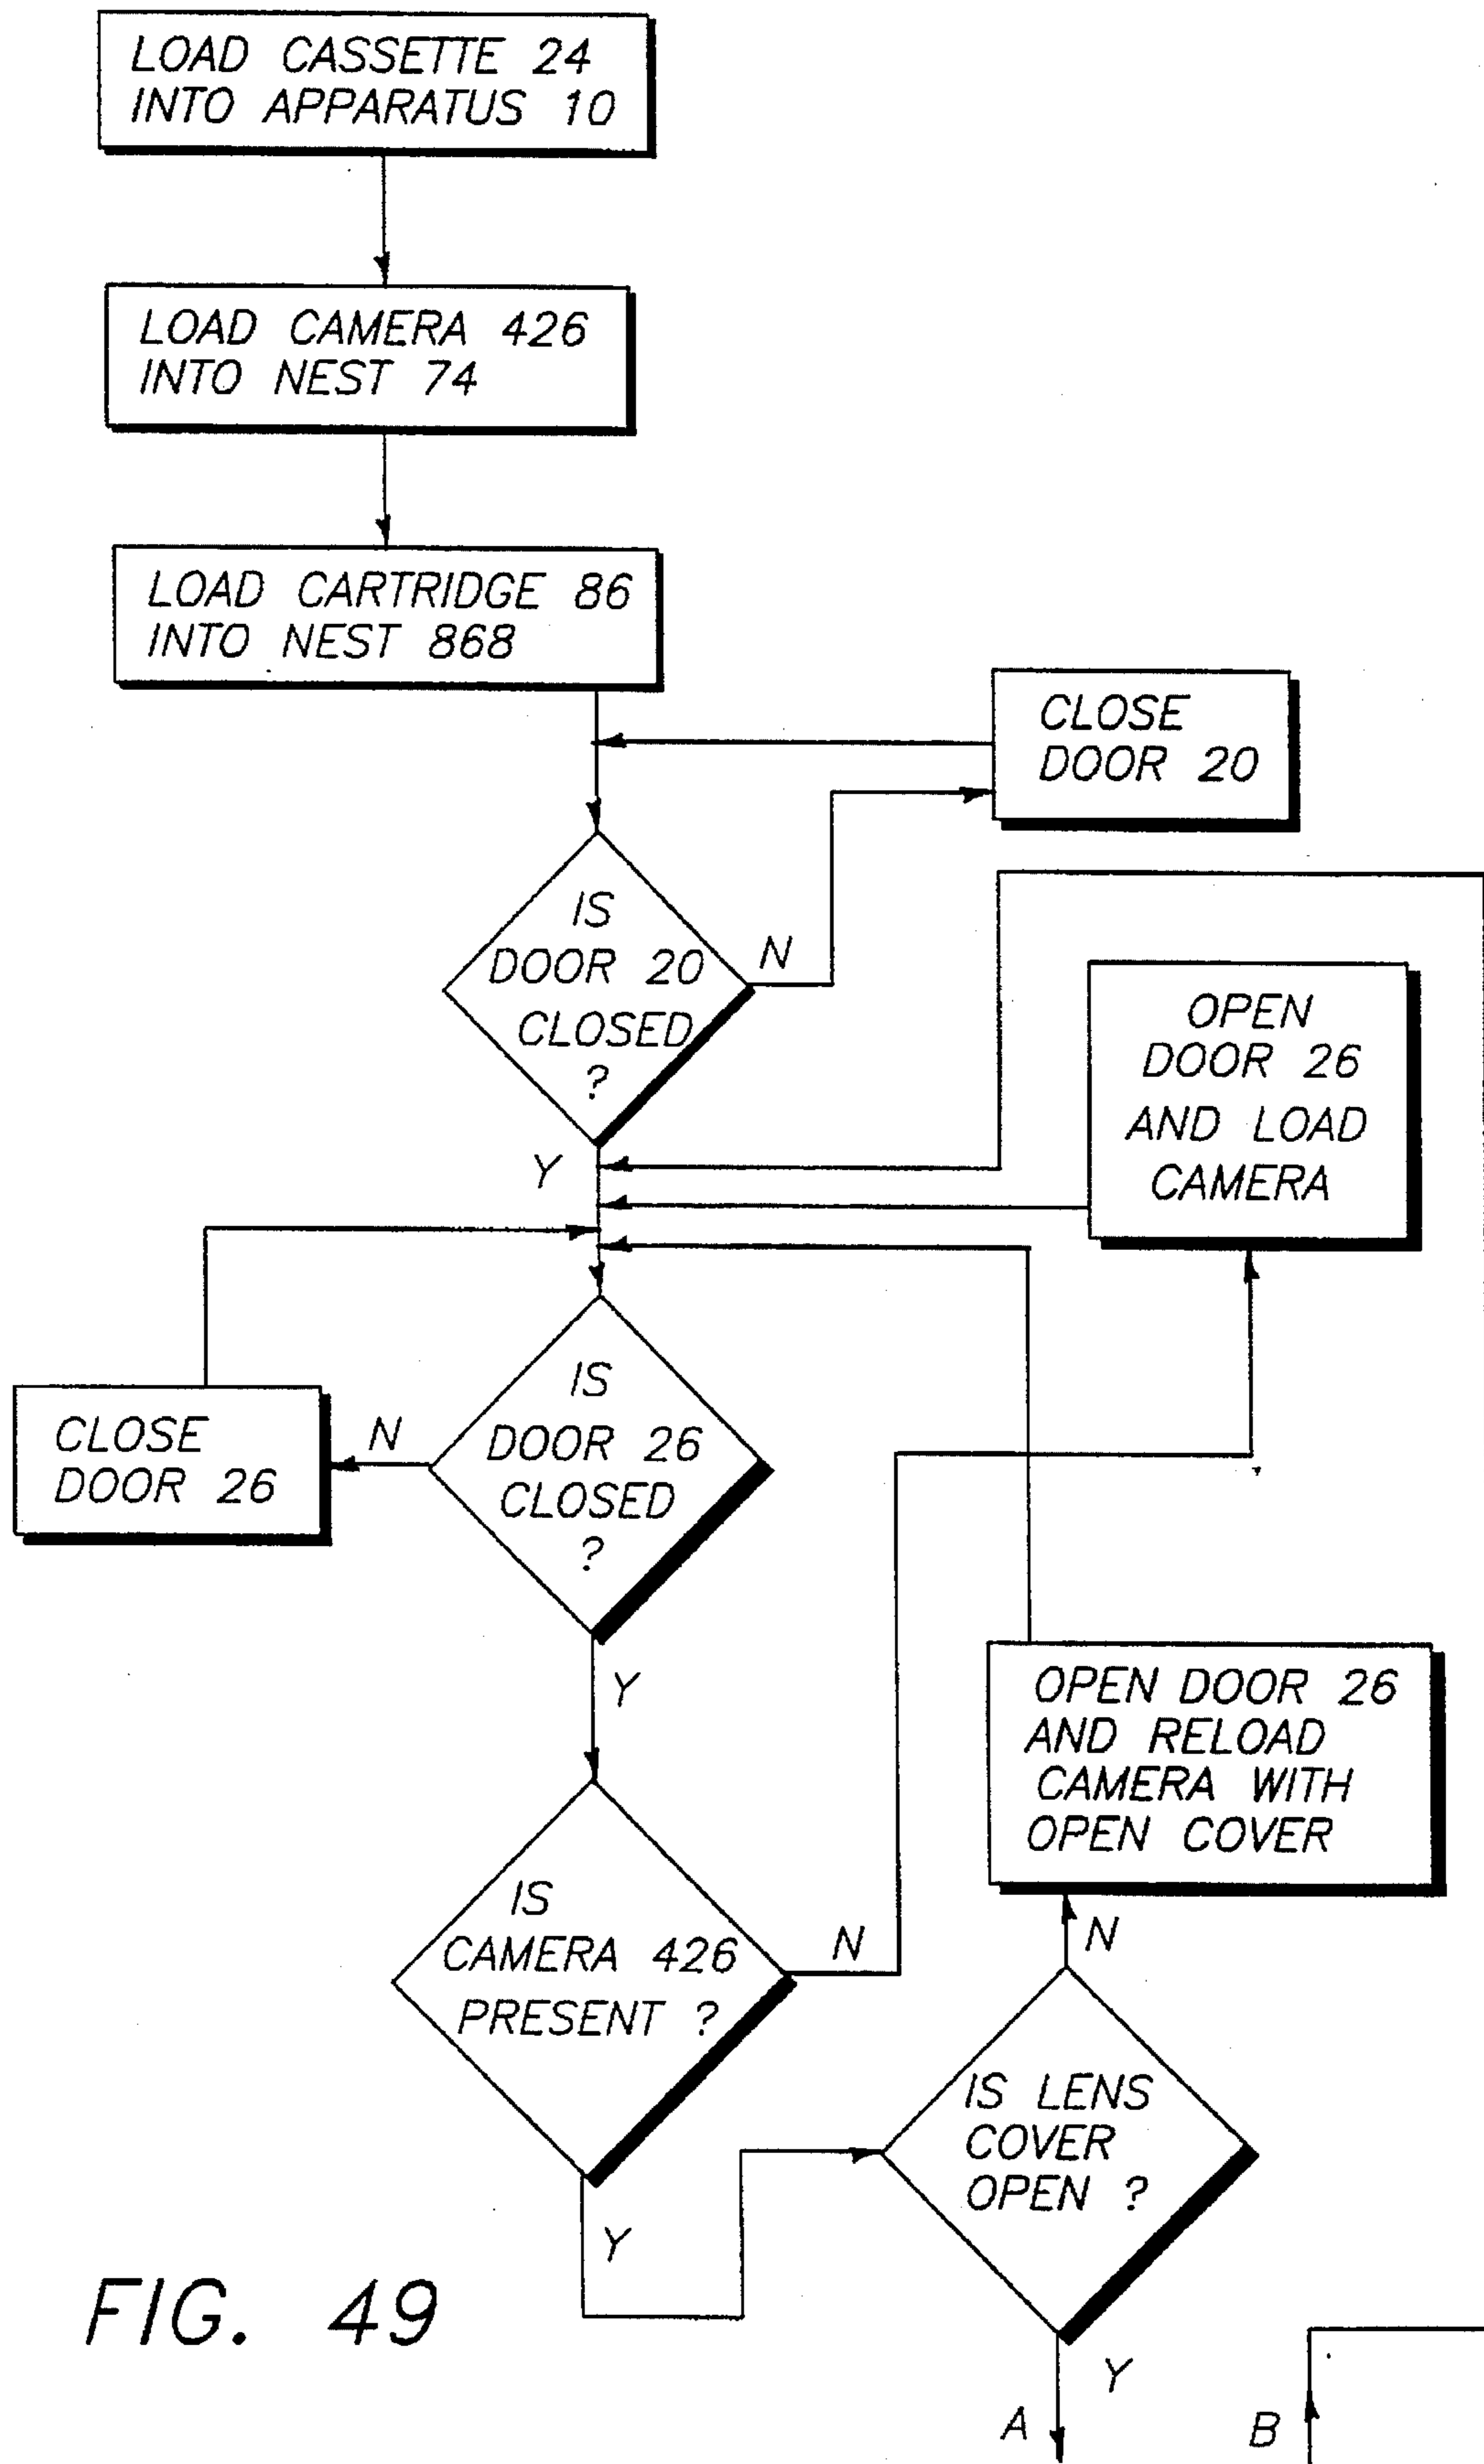 LOAD CASSETTE 24
INTO APPARATUS 10
LOAD CAMERA 426
INTO NEST 74
LOAD CARTRIDGE 86
INTO NEST 868
CLOSE
DOOR 20
IS
DOOR 20
CLOSED
?
N
Y
OPEN
DOOR 26
AND LOAD
CAMERA
IS
DOOR 26
CLOSED
?
N
CLOSE
DOOR 26
Y
OPEN DOOR 26
AND RELOAD
CAMERA WITH
OPEN COVER
IS
CAMERA 426
PRESENT ?
N
Y
N
IS LENS
COVER
OPEN ?
Y
A
B
FIG. 49